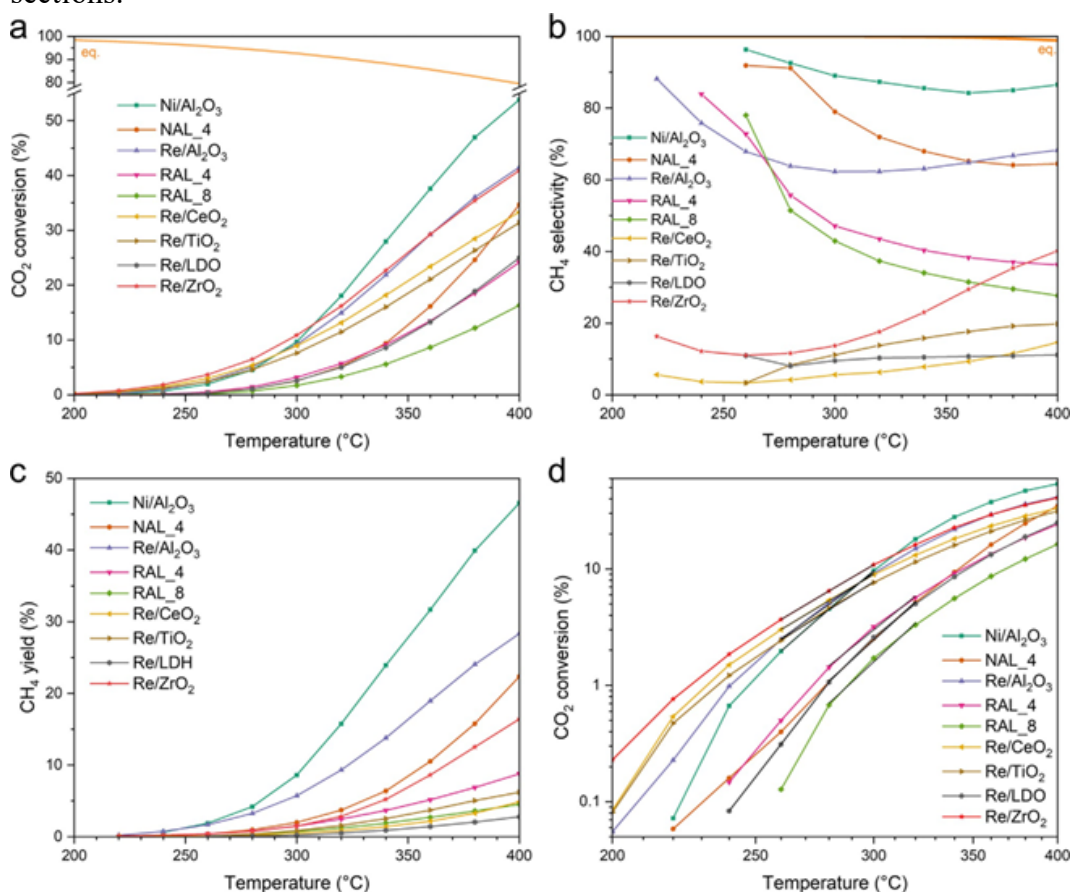 sections.
a
100
90
80
50
40
30
20
10
0
eq.
CO₂ conversion (%)
Ni/Al₂O₃
NAL_4
Re/Al₂O₃
RAL_4
RAL_8
Re/CeO₂
Re/TiO₂
Re/LDO
Re/ZrO₂
200 250 300 350 400
Temperature (°C)
b
100
80
60
40
20
0
eq.
CH₄ selectivity (%)
Ni/Al₂O₃
NAL_4
Re/Al₂O₃
RAL_4
RAL_8
Re/CeO₂
Re/TiO₂
Re/LDO
Re/ZrO₂
200 250 300 350 400
Temperature (°C)
c
50
40
30
20
10
0
CH₄ yield (%)
Ni/Al₂O₃
NAL_4
Re/Al₂O₃
RAL_4
RAL_8
Re/CeO₂
Re/TiO₂
Re/LDH
Re/ZrO₂
200 250 300 350 400
Temperature (°C)
d
10
1
0.1
CO₂ conversion (%)
Ni/Al₂O₃
NAL_4
Re/Al₂O₃
RAL_4
RAL_8
Re/CeO₂
Re/TiO₂
Re/LDO
Re/ZrO₂
200 250 300 350 400
Temperature (°C)